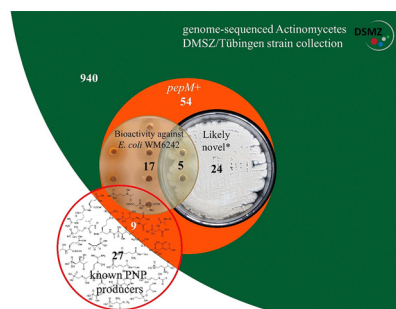 genome-sequenced Actinomycetes
DMSZ/Tübingen strain collection
DSMZ
940
pepM+
54
Bioactivity against
E. coli WM6242
Likely
novel*
17
5
24
9
27
known PNP
producers